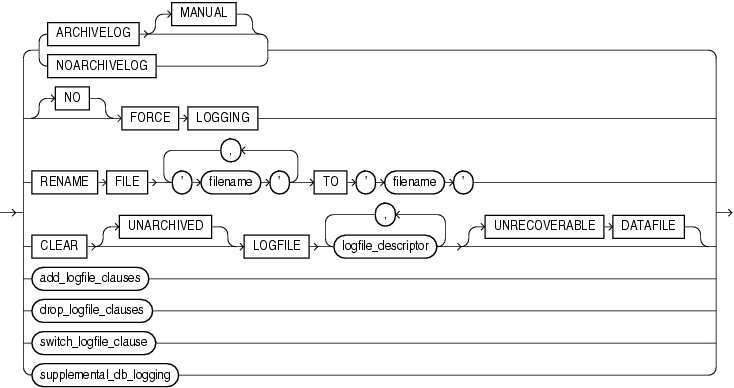 MANUAL
ARCHIVELOG
NOARCHIVELOG
NO
FORCE LOGGING
,
RENAME FILE ' filename ' TO ' filename '
,
UNARCHIVED UNRECOVERABLE DATAFILE
CLEAR LOGFILE logfile_descriptor
add_logfile_clauses
drop_logfile_clauses
switch_logfile_clause
supplemental_db_logging